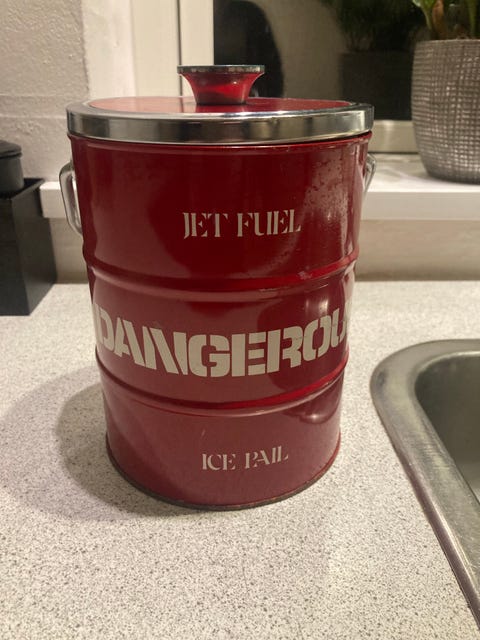 JET FUEL
DANGEROU
ICE PAIL